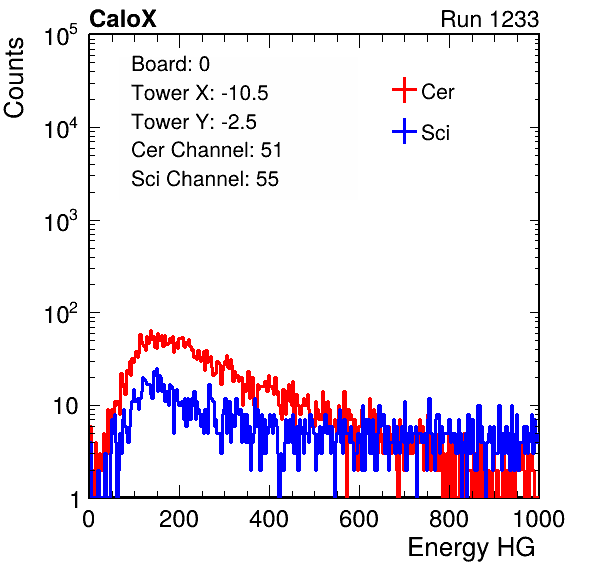 CaloX Run 1233
Counts
10^5
10^4
10^3
10^2
10
1
Board: 0
Tower X: -10.5
Tower Y: -2.5
Cer Channel: 51
Sci Channel: 55
Cer
Sci
0 200 400 600 800 1000
Energy HG